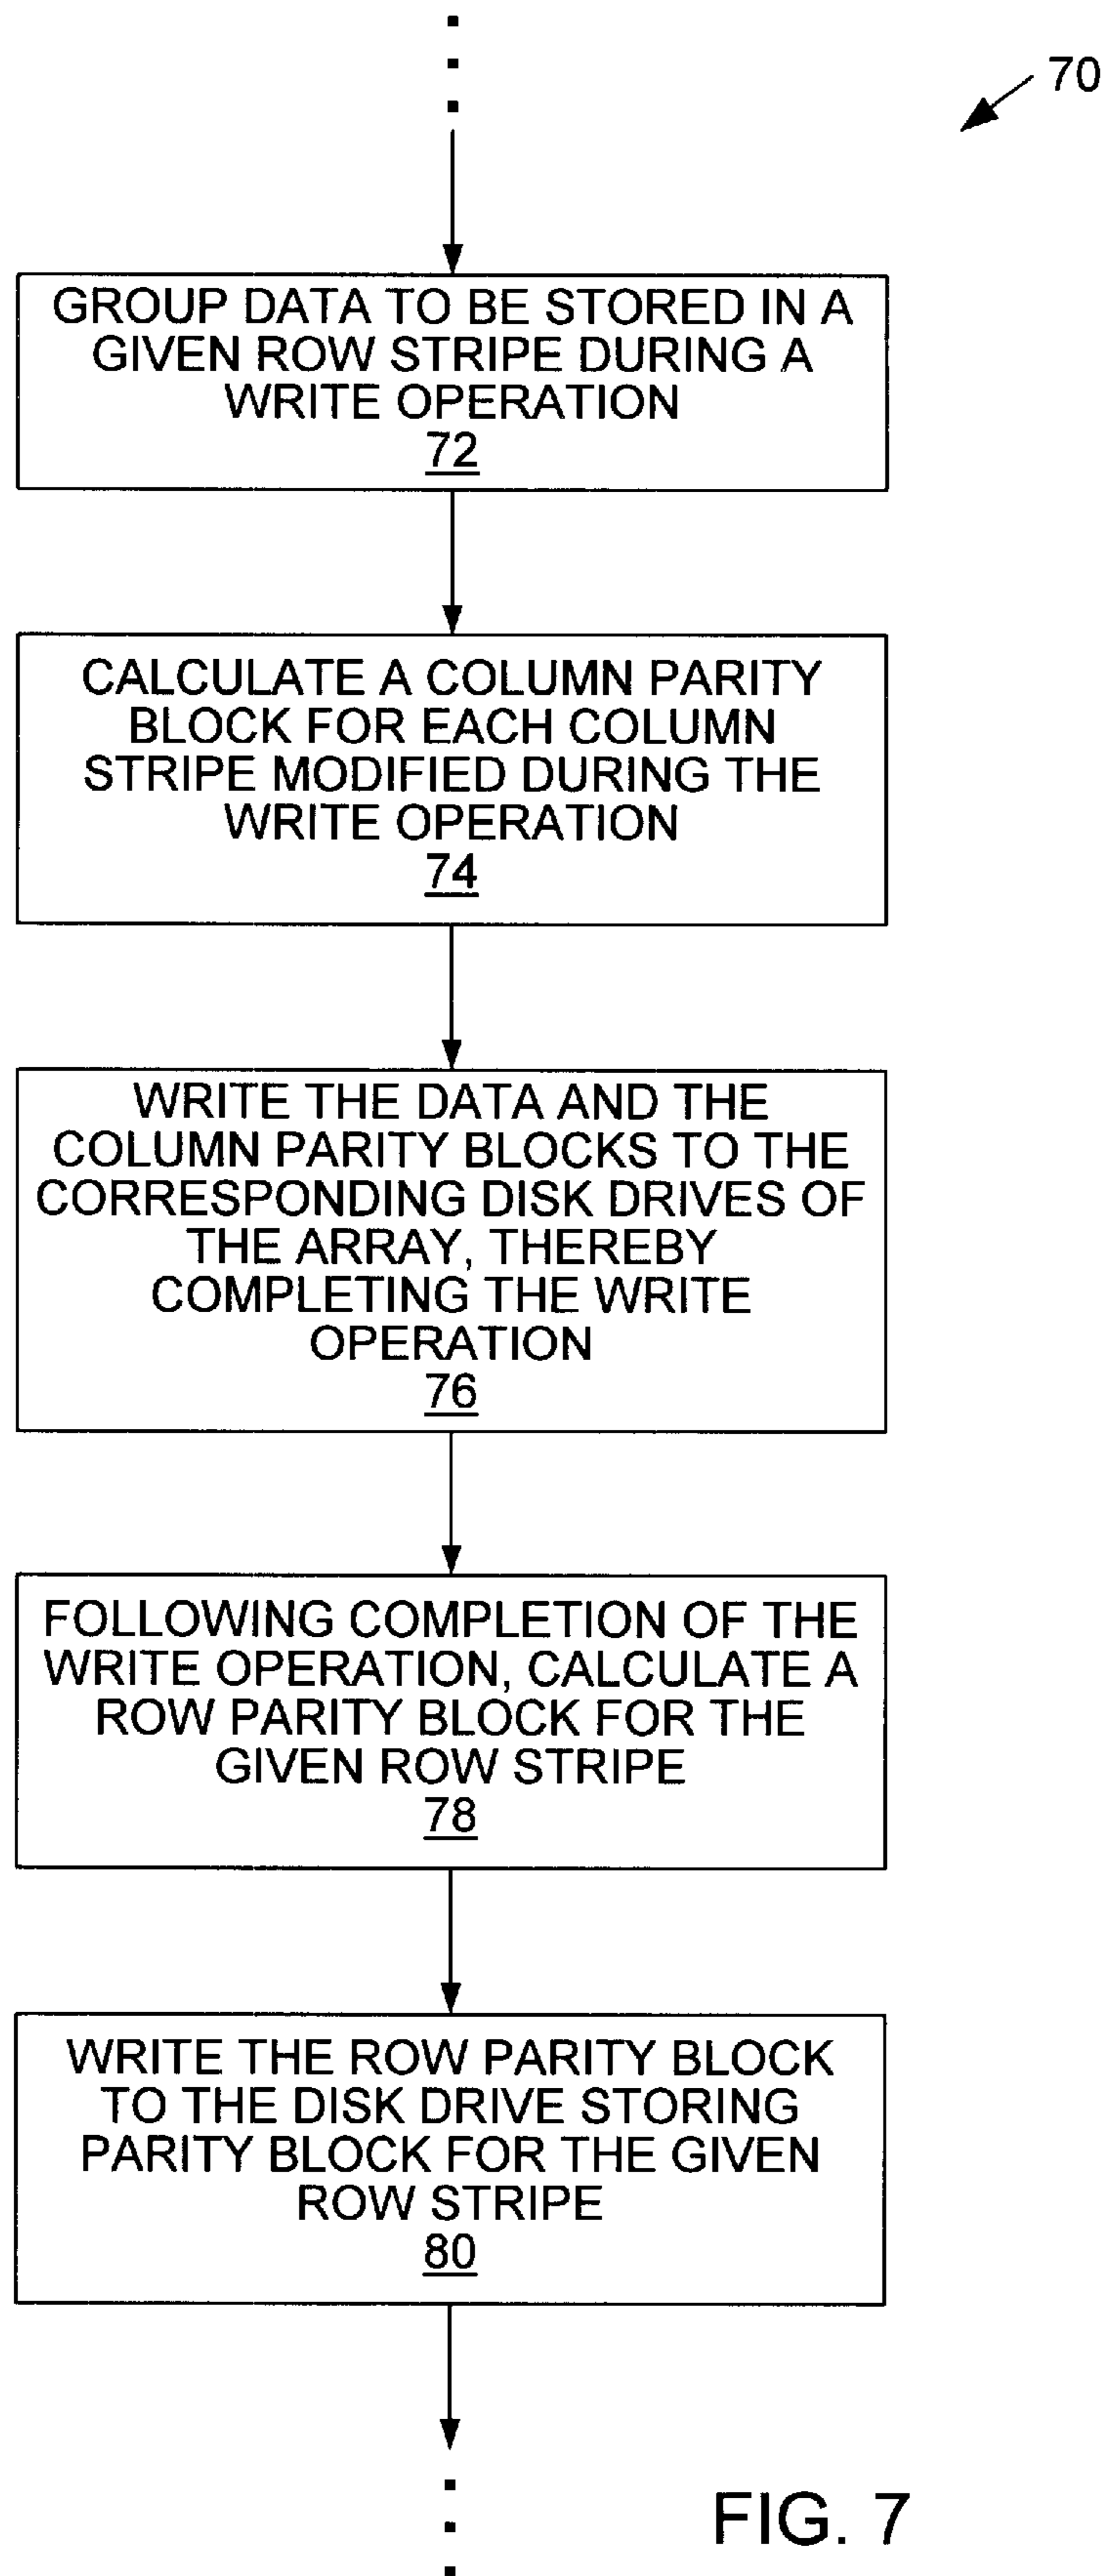 70
GROUP DATA TO BE STORED IN A
GIVEN ROW STRIPE DURING A
WRITE OPERATION
72
CALCULATE A COLUMN PARITY
BLOCK FOR EACH COLUMN
STRIPE MODIFIED DURING THE
WRITE OPERATION
74
WRITE THE DATA AND THE
COLUMN PARITY BLOCKS TO THE
CORRESPONDING DISK DRIVES OF
THE ARRAY, THEREBY
COMPLETING THE WRITE
OPERATION
76
FOLLOWING COMPLETION OF THE
WRITE OPERATION, CALCULATE A
ROW PARITY BLOCK FOR THE
GIVEN ROW STRIPE
78
WRITE THE ROW PARITY BLOCK
TO THE DISK DRIVE STORING
PARITY BLOCK FOR THE GIVEN
ROW STRIPE
80
FIG. 7